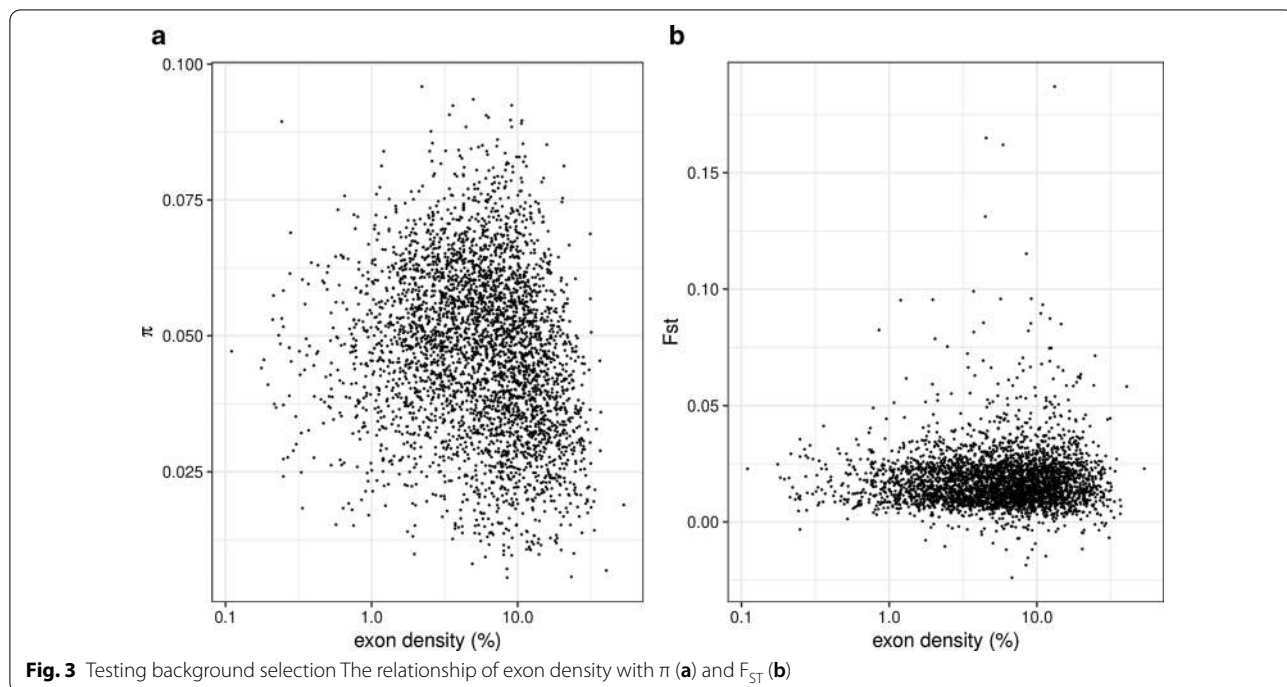 a
b
0.100
0.075
0.050
0.025
π
0.1
1.0
10.0
exon density (%)
0.15
0.10
0.05
0.00
Fst
0.1
1.0
10.0
exon density (%)
Fig. 3 Testing background selection The relationship of exon density with π (a) and F_ST (b)